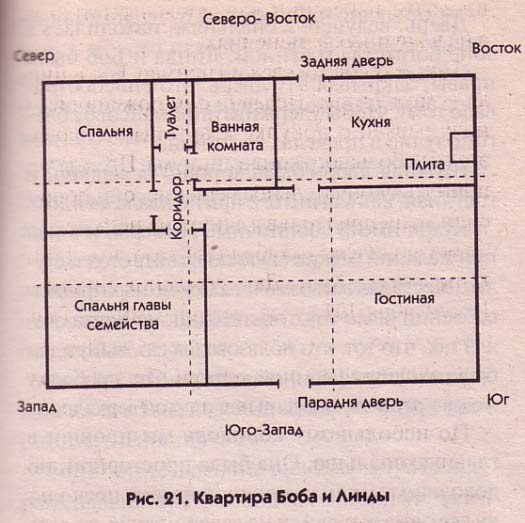 Северо- Восток
Север
Восток
Задняя дверь
Спальня
Туалет
Ванная
комната
Кухня
Плита
Коридор
Спальня главы
семейства
Гостиная
Запад
Парадня дверь
Юг
Юго-Запад
Рис. 21. Квартира Боба и Линды